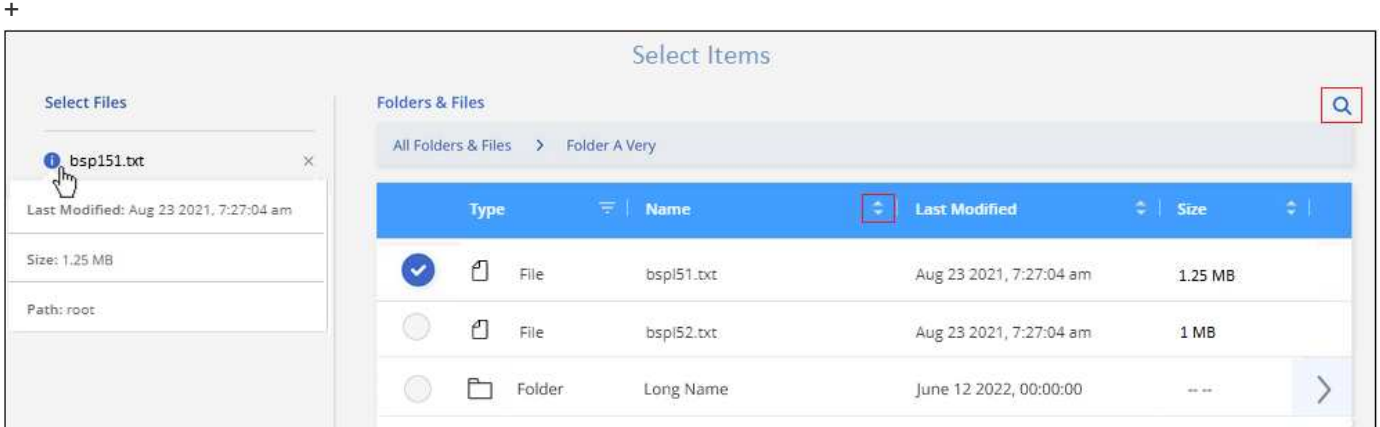 +
Select Items
Select Files
Folders & Files
All Folders & Files > Folder A Very
bsp151.txt ×
Last Modified: Aug 23 2021, 7:27:04 am
Size: 1.25 MB
Path: root
Type Name Last Modified Size
File bspl51.txt Aug 23 2021, 7:27:04 am 1.25 MB
File bspl52.txt Aug 23 2021, 7:27:04 am 1 MB
Folder Long Name June 12 2022, 00:00:00 -- --